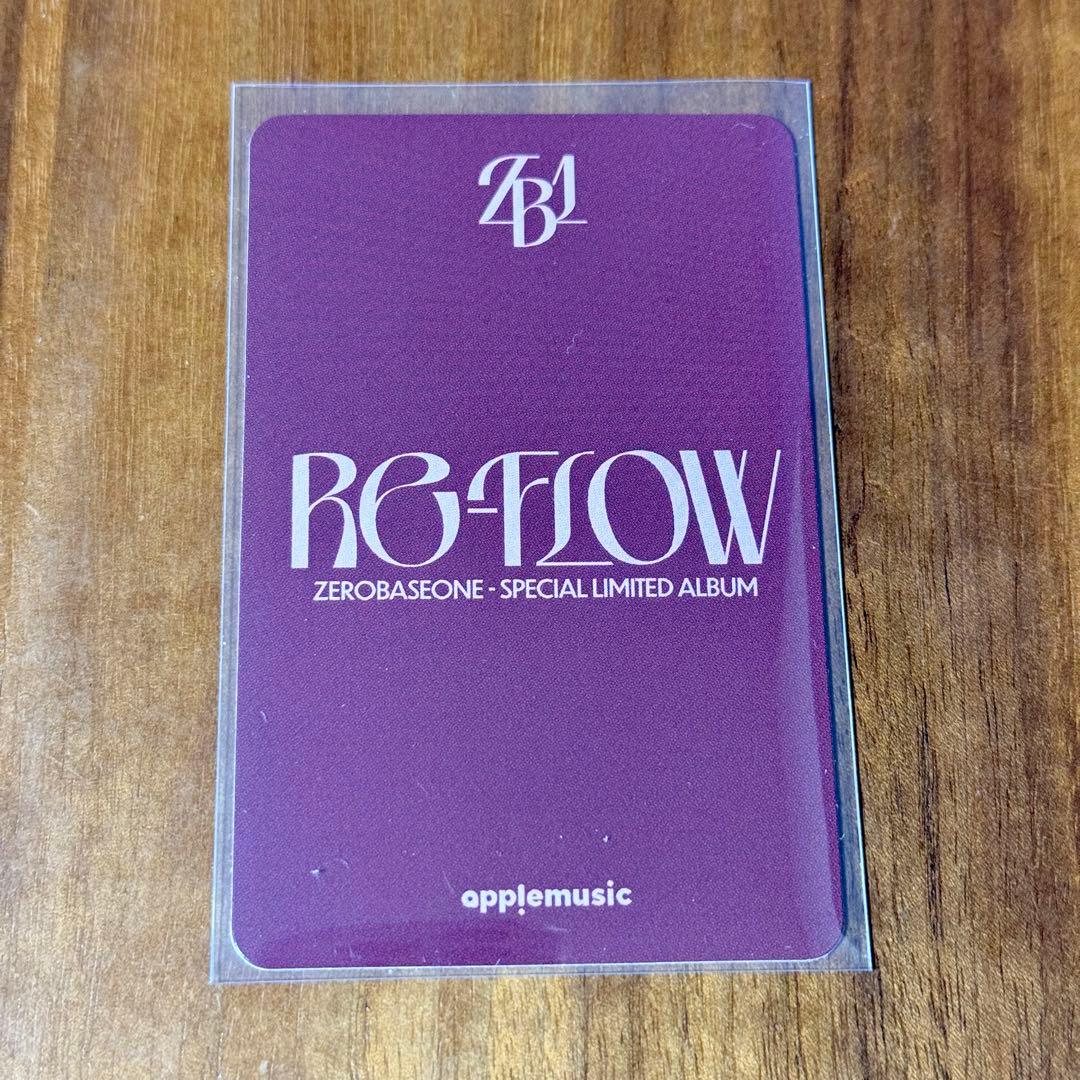 ZB1
RE-FLOW
ZEROBASEONE - SPECIAL LIMITED ALBUM
applemusic